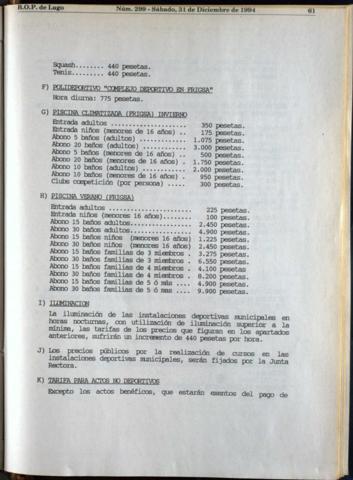 B.O.P. de Lugo Núm. 299 - Sábado, 31 de Diciembre de 1994 61
Squash........ 440 pesetas.
Tenis......... 440 pesetas.
F) POLIDEPORTIVO "COMPLEJO DEPORTIVO EN FRIGSA"
Hora diurna: 775 pesetas.
G) PISCINA CLIMATIZADA (FRIGSA) INVIERNO
Entrada adultos ................... 350 pesetas.
Entrada niños (menores de 16 años) .. 175 pesetas.
Abono 5 baños (adultos) ............ 1.075 pesetas.
Abono 20 baños (adultos) ........... 3.000 pesetas.
Abono 5 baños (menores de 16 años) .. 500 pesetas.
Abono 20 baños (menores de 16 años) . 1.750 pesetas.
Abono 10 baños (adultos) ........... 2.000 pesetas.
Abono 10 baños (menores de 16 años) . 950 pesetas.
Clubs competición (por persona) ..... 300 pesetas.
H) PISCINA VERANO (FRIGSA)
Entrada adultos ..................... 225 pesetas.
Entrada niños (menores 16 años)........ 100 pesetas.
Abono 15 baños adultos................ 2.450 pesetas.
Abono 30 baños adultos................ 4.900 pesetas.
Abono 15 baños niños (menores 16 años) 1.225 pesetas.
Abono 30 baños niños (menores 16 años) 2.450 pesetas.
Abono 15 baños familias de 3 miembros . 3.275 pesetas.
Abono 30 baños familias de 3 miembros . 6.550 pesetas.
Abono 15 baños familias de 4 miembros . 4.100 pesetas
Abono 30 baños familias de 4 miembros . 8.200 pesetas.
Abono 15 baños familias de 5 ó más .... 4.900 pesetas.
Abono 30 baños familias de 5 ó mas .... 9.900 pesetas.
I) ILUMINACION
La iluminación de las instalaciones deportivas municipales en
horas nocturnas, con utilización de iluminación superior a la
mínima, las tarifas de los precios que figuran en los apartados
anteriores, sufrirán un incremento de 440 pesetas por hora.
J) Los precios públicos por la realización de cursos en las
instalaciones deportivas municipales, serán fijados por la Junta
Rectora.
K) TARIFA PARA ACTOS NO DEPORTIVOS
Excepto los actos benéficos, que estarán exentos del pago de